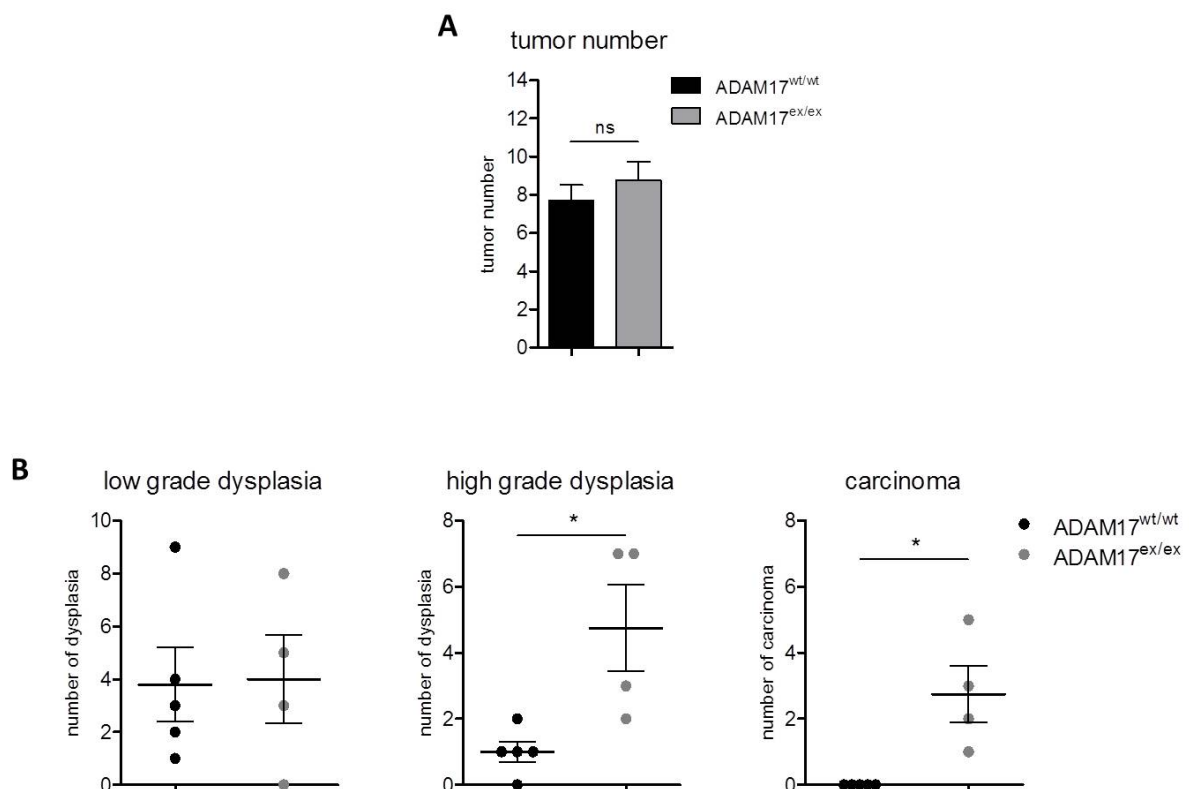 A
tumor number
ADAM17wt/wt
ADAM17ex/ex
ns
tumor number
14
12
10
8
6
4
2
0
B
low grade dysplasia
number of dysplasia
10
8
6
4
2
0
high grade dysplasia
number of dysplasia
*
8
6
4
2
0
carcinoma
number of carcinoma
*
8
6
4
2
0
ADAM17wt/wt
ADAM17ex/ex